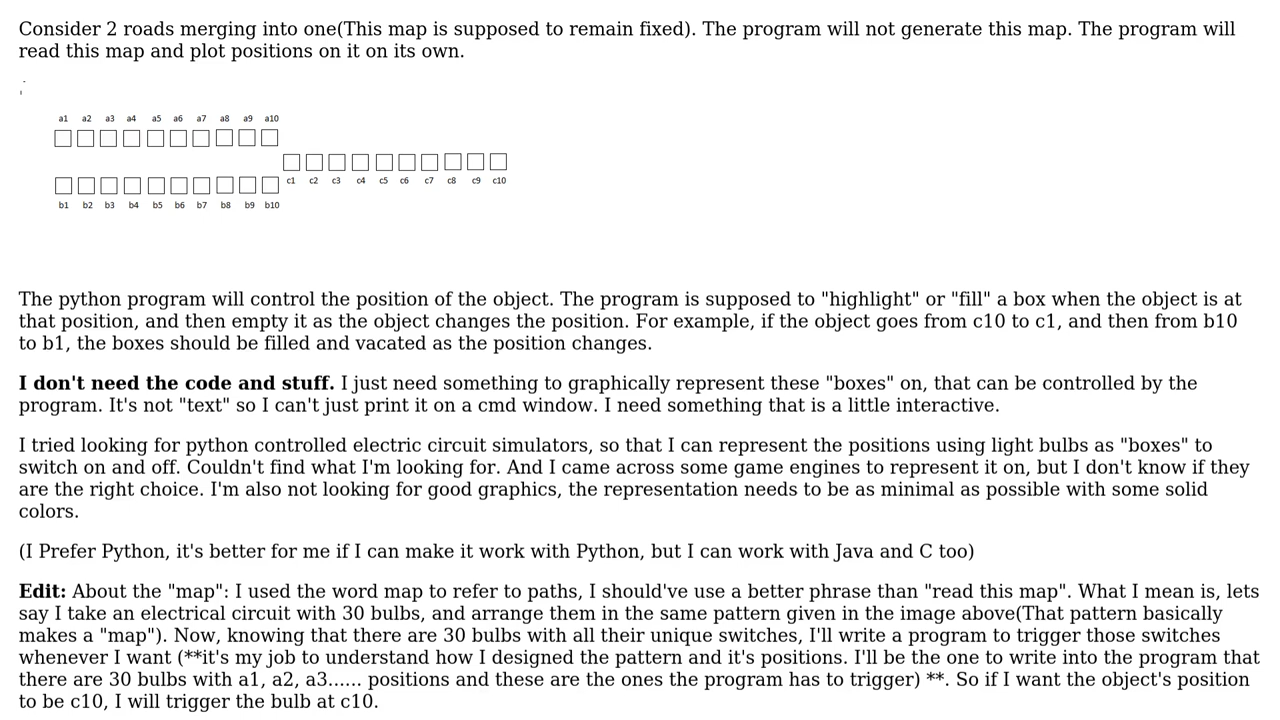 Consider 2 roads merging into one(This map is supposed to remain fixed). The program will not generate this map. The program will
read this map and plot positions on it on its own.
a1 a2 a3 a4 a5 a6 a7 a8 a9 a10
c1 c2 c3 c4 c5 c6 c7 c8 c9 c10
b1 b2 b3 b4 b5 b6 b7 b8 b9 b10
The python program will control the position of the object. The program is supposed to "highlight" or "fill" a box when the object is at
that position, and then empty it as the object changes the position. For example, if the object goes from c10 to c1, and then from b10
to b1, the boxes should be filled and vacated as the position changes.
I don't need the code and stuff. I just need something to graphically represent these "boxes" on, that can be controlled by the
program. It's not "text" so I can't just print it on a cmd window. I need something that is a little interactive.
I tried looking for python controlled electric circuit simulators, so that I can represent the positions using light bulbs as "boxes" to
switch on and off. Couldn't find what I'm looking for. And I came across some game engines to represent it on, but I don't know if they
are the right choice. I'm also not looking for good graphics, the representation needs to be as minimal as possible with some solid
colors.
(I Prefer Python, it's better for me if I can make it work with Python, but I can work with Java and C too)
Edit: About the "map": I used the word map to refer to paths, I should've use a better phrase than "read this map". What I mean is, lets
say I take an electrical circuit with 30 bulbs, and arrange them in the same pattern given in the image above(That pattern basically
makes a "map"). Now, knowing that there are 30 bulbs with all their unique switches, I'll write a program to trigger those switches
whenever I want (**it's my job to understand how I designed the pattern and it's positions. I'll be the one to write into the program that
there are 30 bulbs with a1, a2, a3...... positions and these are the ones the program has to trigger) **. So if I want the object's position
to be c10, I will trigger the bulb at c10.